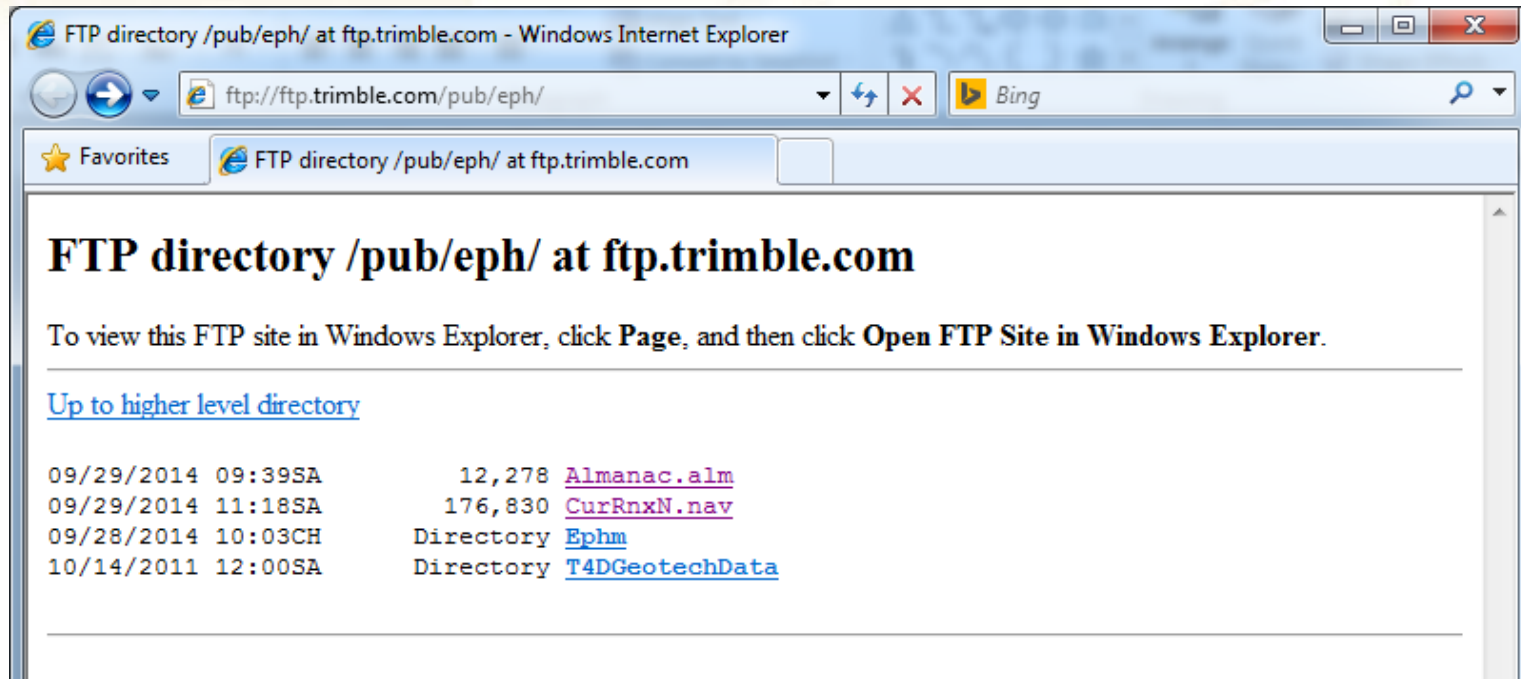 FTP directory /pub/eph/ at ftp.trimble.com - Windows Internet Explorer
ftp://ftp.trimble.com/pub/eph/
Bing
Favorites
FTP directory /pub/eph/ at ftp.trimble.com
FTP directory /pub/eph/ at ftp.trimble.com
To view this FTP site in Windows Explorer, click Page, and then click Open FTP Site in Windows Explorer.
Up to higher level directory
09/29/2014 09:39SA 12,278 Almanac.alm
09/29/2014 11:18SA 176,830 CurRnxN.nav
09/28/2014 10:03CH Directory Ephm
10/14/2011 12:00SA Directory T4DGeotechData